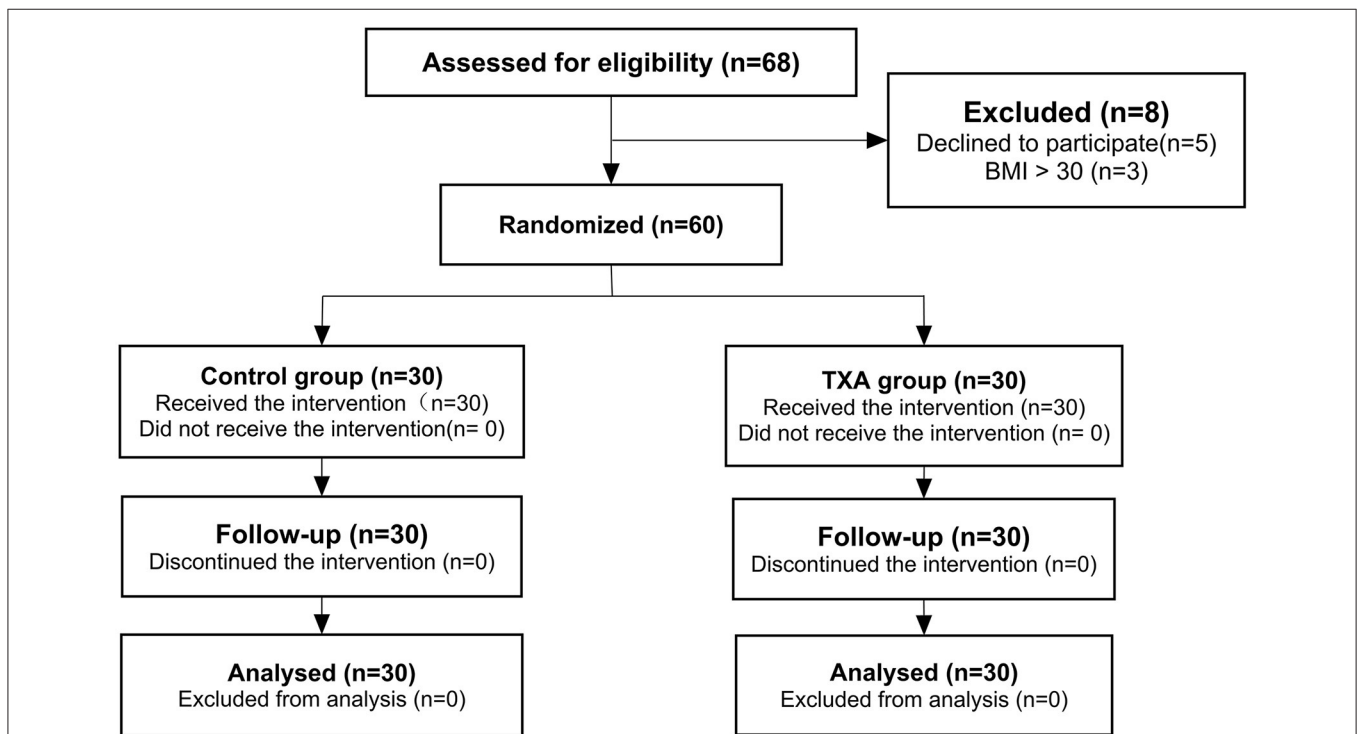 Assessed for eligibility (n=68)
Excluded (n=8)
Declined to participate(n=5)
BMI > 30 (n=3)
Randomized (n=60)
Control group (n=30)
Received the intervention（n=30)
Did not receive the intervention(n= 0)
TXA group (n=30)
Received the intervention (n=30)
Did not receive the intervention (n= 0)
Follow-up (n=30)
Discontinued the intervention (n=0)
Follow-up (n=30)
Discontinued the intervention (n=0)
Analysed (n=30)
Excluded from analysis (n=0)
Analysed (n=30)
Excluded from analysis (n=0)